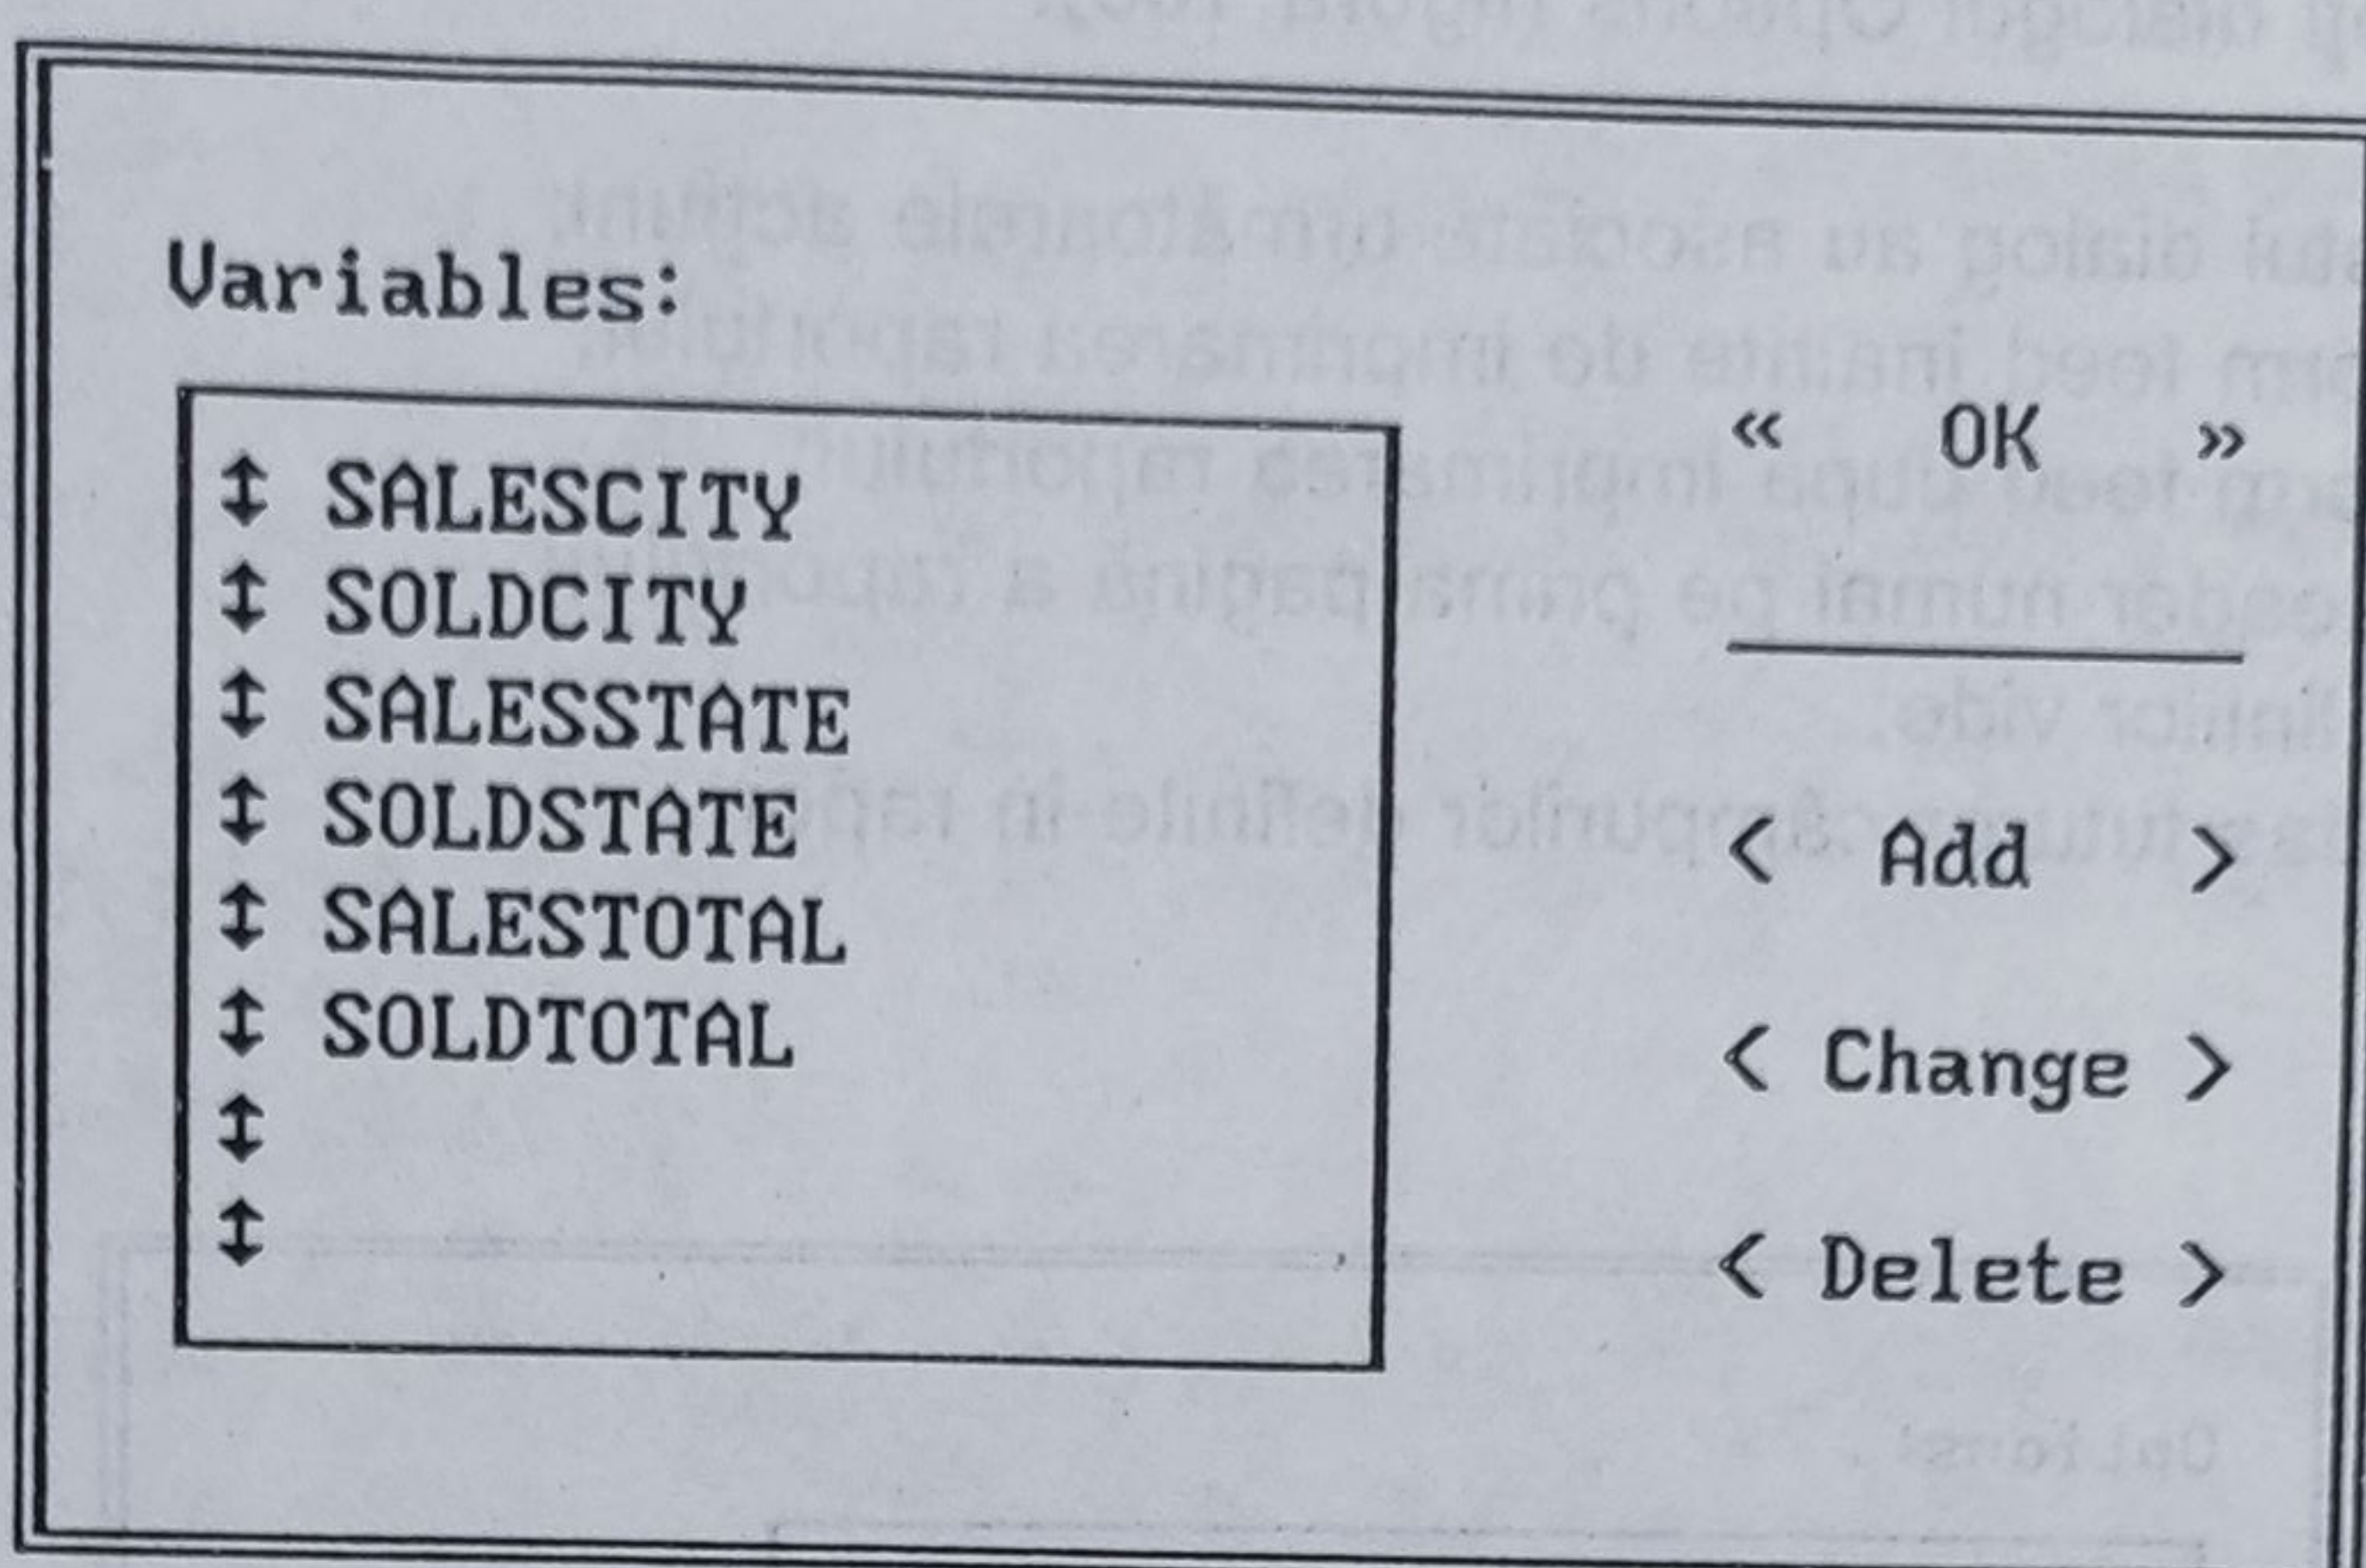 Variables:
↕ SALESCITY
↕ SOLDCITY
↕ SALESSTATE
↕ SOLDSTATE
↕ SALESTOTAL
↕ SOLDTOTAL
↕
↕
« OK »
< Add >
< Change >
< Delete >